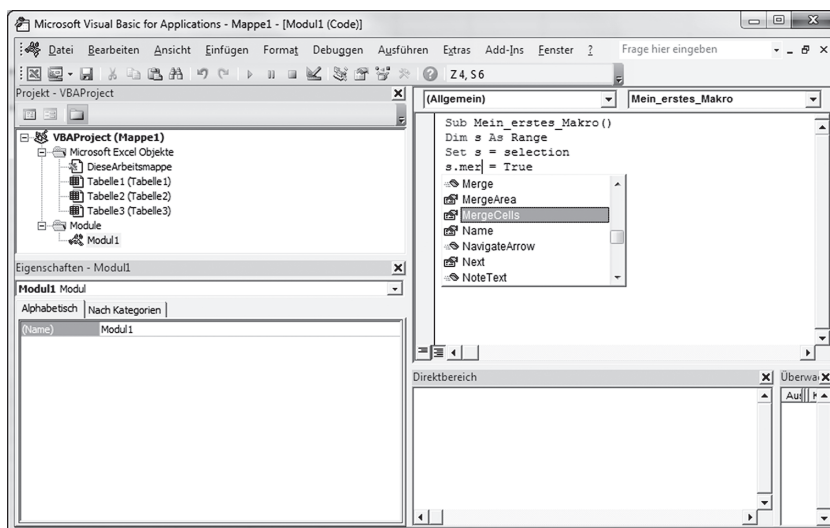 Microsoft Visual Basic for Applications - Mappe1 - [Modul1 (Code)]
Datei Bearbeiten Ansicht Einfügen Format Debuggen Ausführen Extras Add-Ins Fenster ? Frage hier eingeben
Z 4, S 6
Projekt - VBAProject
VBAProject (Mappe1)
Microsoft Excel Objekte
DieseArbeitsmappe
Tabelle1 (Tabelle1)
Tabelle2 (Tabelle2)
Tabelle3 (Tabelle3)
Module
Modul1
Eigenschaften - Modul1
Modul1 Modul
Alphabetisch Nach Kategorien
(Name) Modul1
(Allgemein) Mein_erstes_Makro
Sub Mein_erstes_Makro()
Dim s As Range
Set s = selection
s.mer = True
Merge
MergeArea
MergeCells
Name
NavigateArrow
Next
NoteText
Direktbereich
Überwa